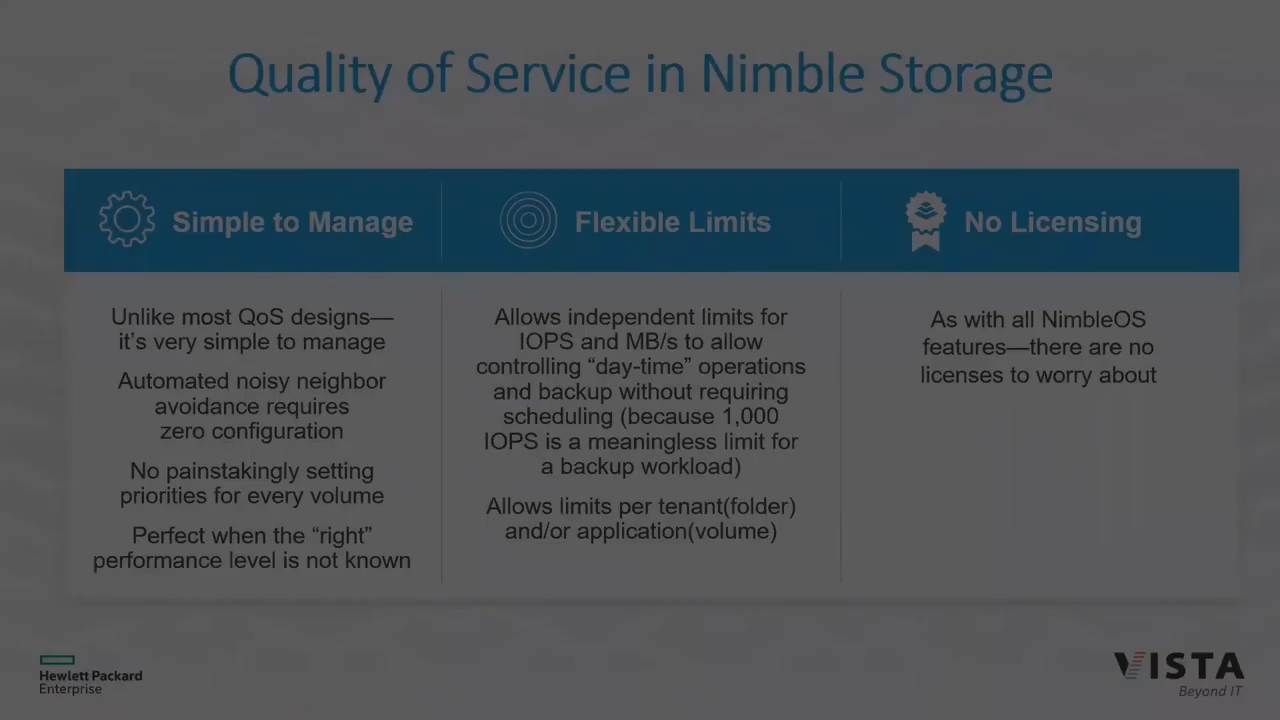 Quality of Service in Nimble Storage
Simple to Manage
Unlike most QoS designs—
it's very simple to manage
Automated noisy neighbor
avoidance requires
zero configuration
No painstakingly setting
priorities for every volume
Perfect when the “right”
performance level is not known
Flexible Limits
Allows independent limits for
IOPS and MB/s to allow
controlling “day-time” operations
and backup without requiring
scheduling (because 1,000
IOPS is a meaningless limit for
a backup workload)
Allows limits per tenant(folder)
and/or application(volume)
No Licensing
As with all NimbleOS
features—there are no
licenses to worry about
Hewlett Packard
Enterprise
VISTA
Beyond IT